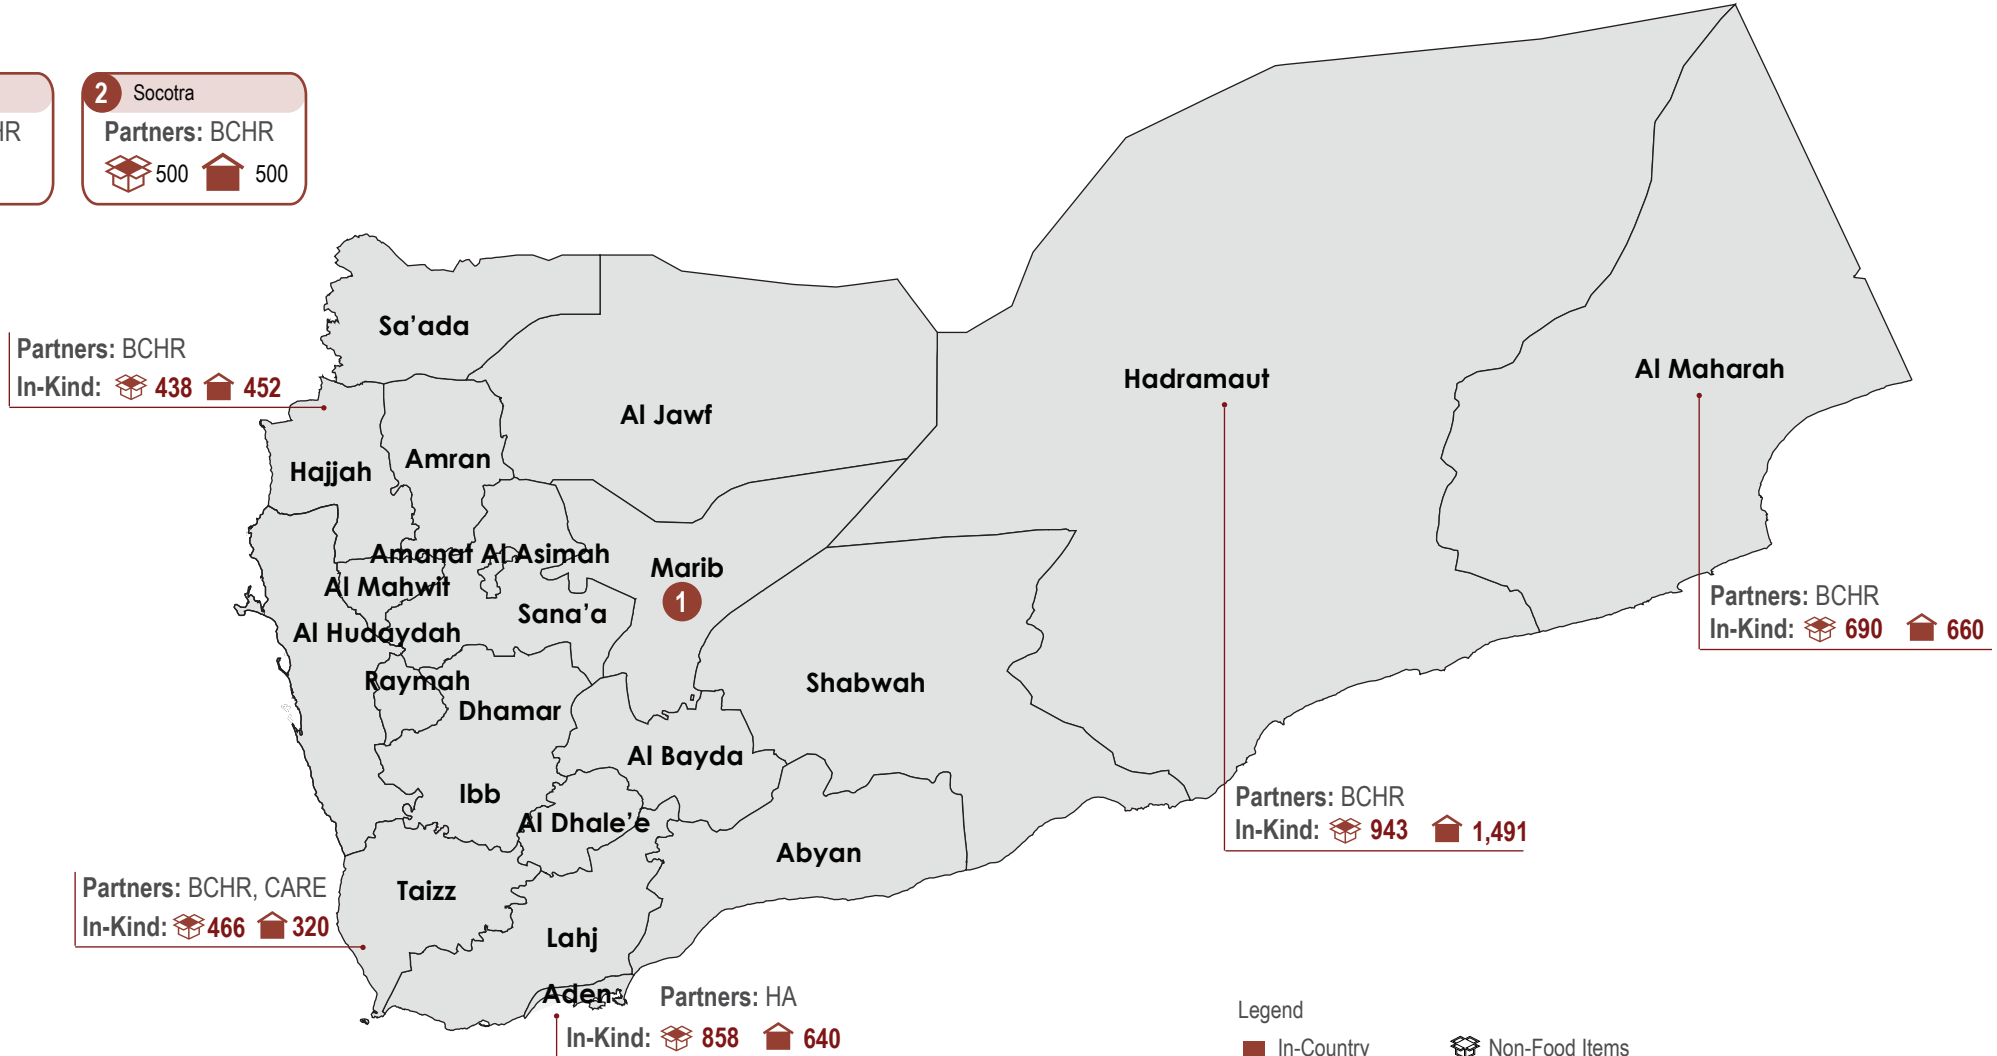 2 Socotra
Partners: BCHR
500 500
Sa'ada
Partners: BCHR
In-Kind: 438 452
Hadramaut
Al Maharah
Al Jawf
Amran
Hajjah
Amanat Al Asimah
Marib
1
Al Mahwit
Sana'a
Al Hudaydah
Partners: BCHR
In-Kind: 690 660
Raymah
Shabwah
Dhamar
Al Bayda
Ibb
Al Dhale'e
Partners: BCHR
In-Kind: 943 1,491
Abyan
Partners: BCHR, CARE
In-Kind: 466 320
Taizz
Lahj
Aden
Partners: HA
In-Kind: 858 640
Legend
In-Country
Non-Food Items